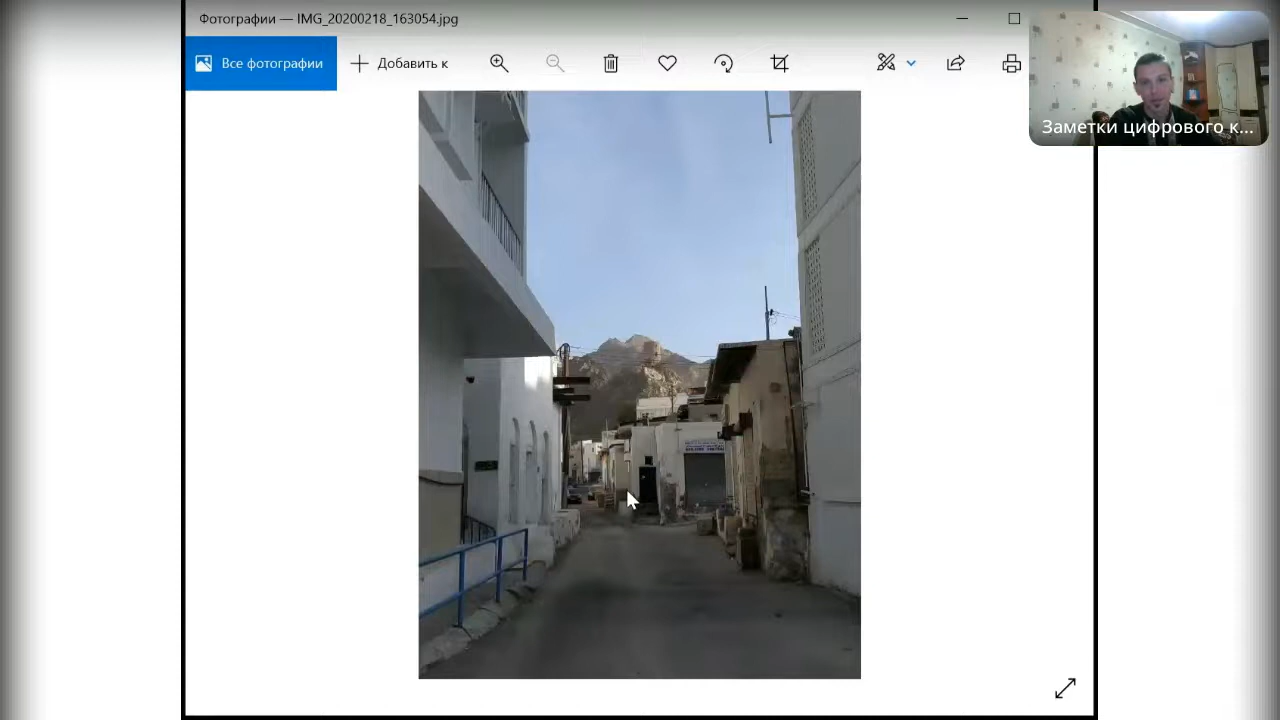 Фотографии — IMG_20200218_163054.jpg
Все фотографии
Добавить к
Заметки цифрового к...